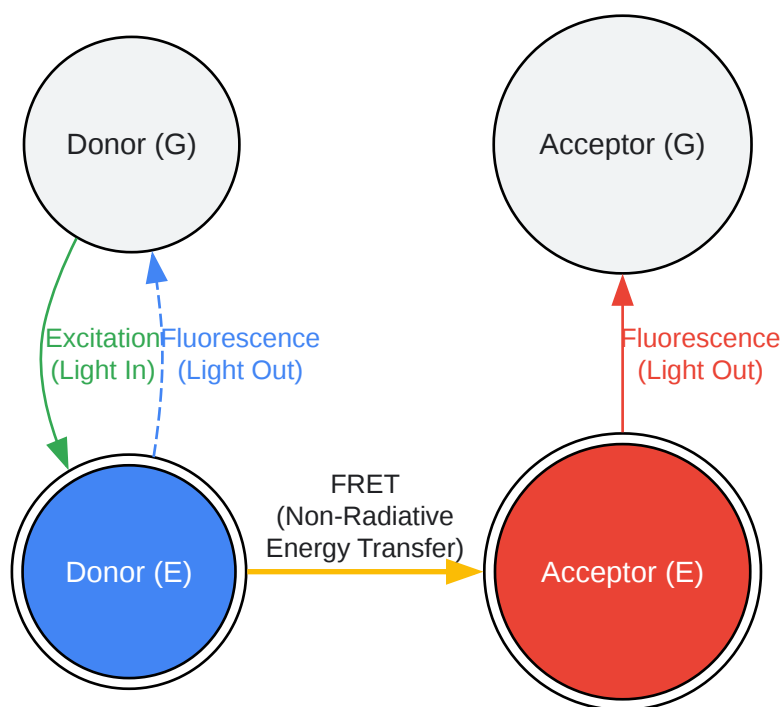 Donor (G)
Acceptor (G)
Excitation
(Light In)
Fluorescence
(Light Out)
Fluorescence
(Light Out)
FRET
(Non-Radiative
Energy Transfer)
Donor (E)
Acceptor (E)